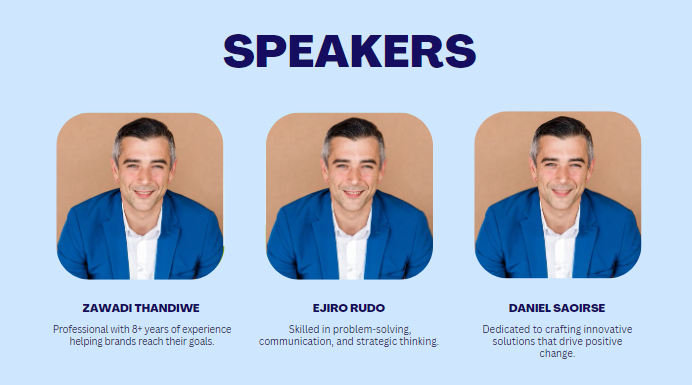 SPEAKERS
ZAWADI THANDIWE
Professional with 8+ years of experience
helping brands reach their goals.
EJIRO RUDO
Skilled in problem-solving,
communication, and strategic thinking.
DANIEL SAOIRSE
Dedicated to crafting innovative
solutions that drive positive
change.